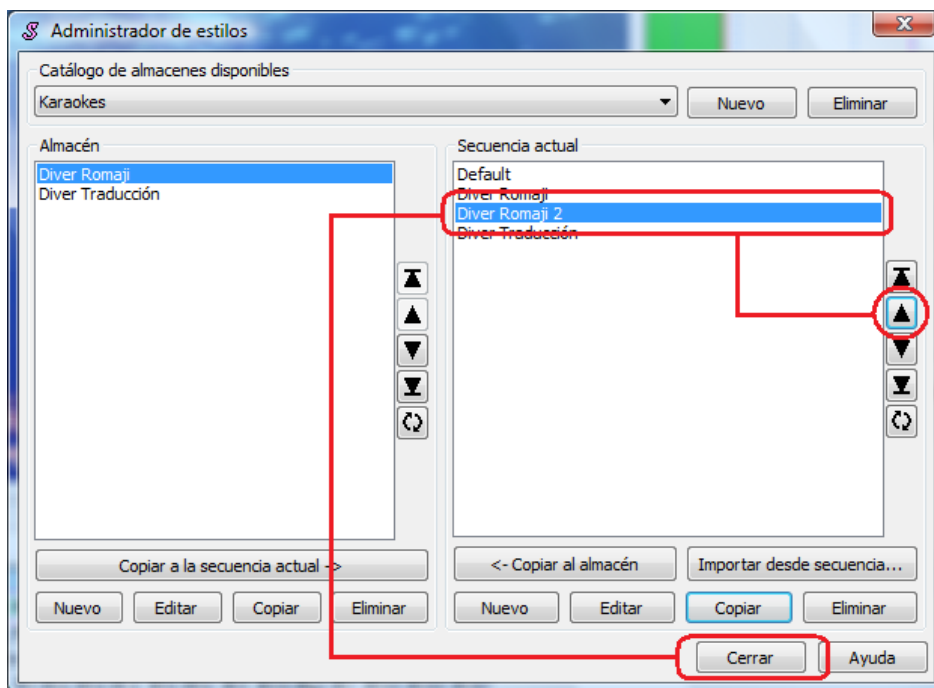 Administrador de estilos
Catálogo de almacenes disponibles
Karaokes
Nuevo
Eliminar
Almacén
Diver Romaji
Diver Traducción
Copiar a la secuencia actual ->
Nuevo
Editar
Copiar
Eliminar
Secuencia actual
Default
Diver Romaji
Diver Romaji 2
Diver Traducción
<- Copiar al almacén
Importar desde secuencia...
Nuevo
Editar
Copiar
Eliminar
Cerrar
Ayuda